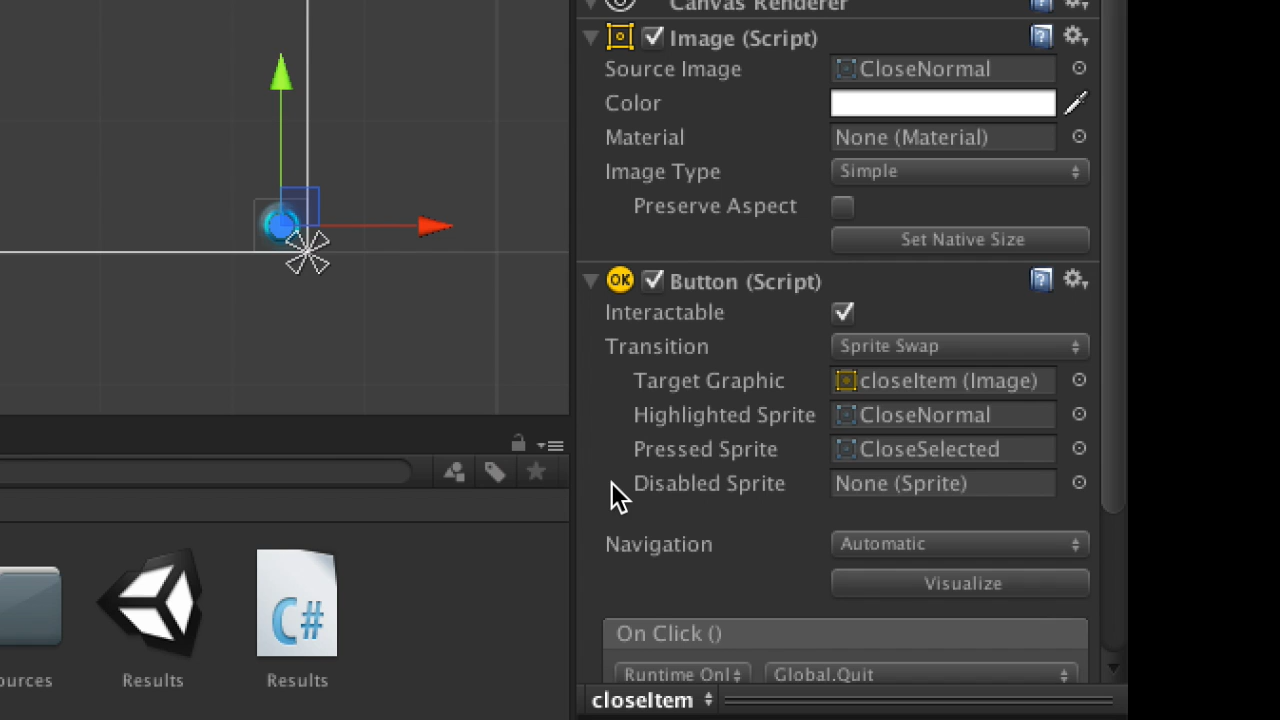 Canvas Renderer
Image (Script)
Source Image CloseNormal
Color
Material None (Material)
Image Type Simple
Preserve Aspect
Set Native Size
OK Button (Script)
Interactable
Transition Sprite Swap
Target Graphic closeItem (Image)
Highlighted Sprite CloseNormal
Pressed Sprite CloseSelected
Disabled Sprite None (Sprite)
Navigation Automatic
Visualize
On Click ()
Runtime Onl Global.Quit
closeItem
C#
ources Results Results